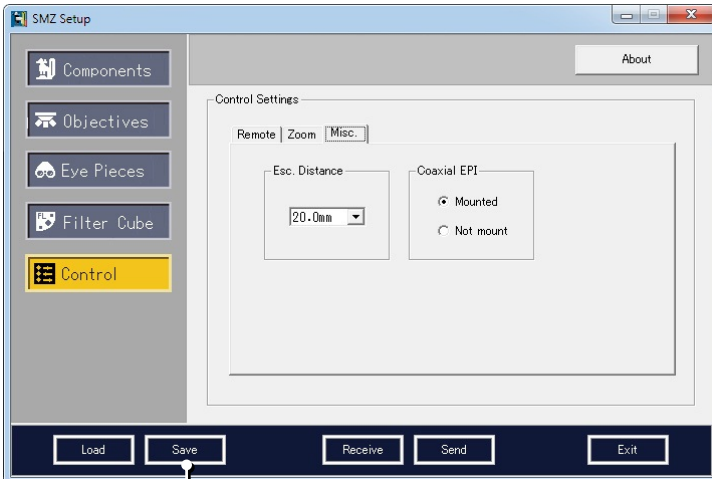 SMZ Setup
Components
Objectives
Eye Pieces
FL
Filter Cube
Control
About
Control Settings
Remote Zoom Misc.
Esc. Distance
20.0mm
Coaxial EPI
Mounted
Not mount
Load Save Receive Send Exit